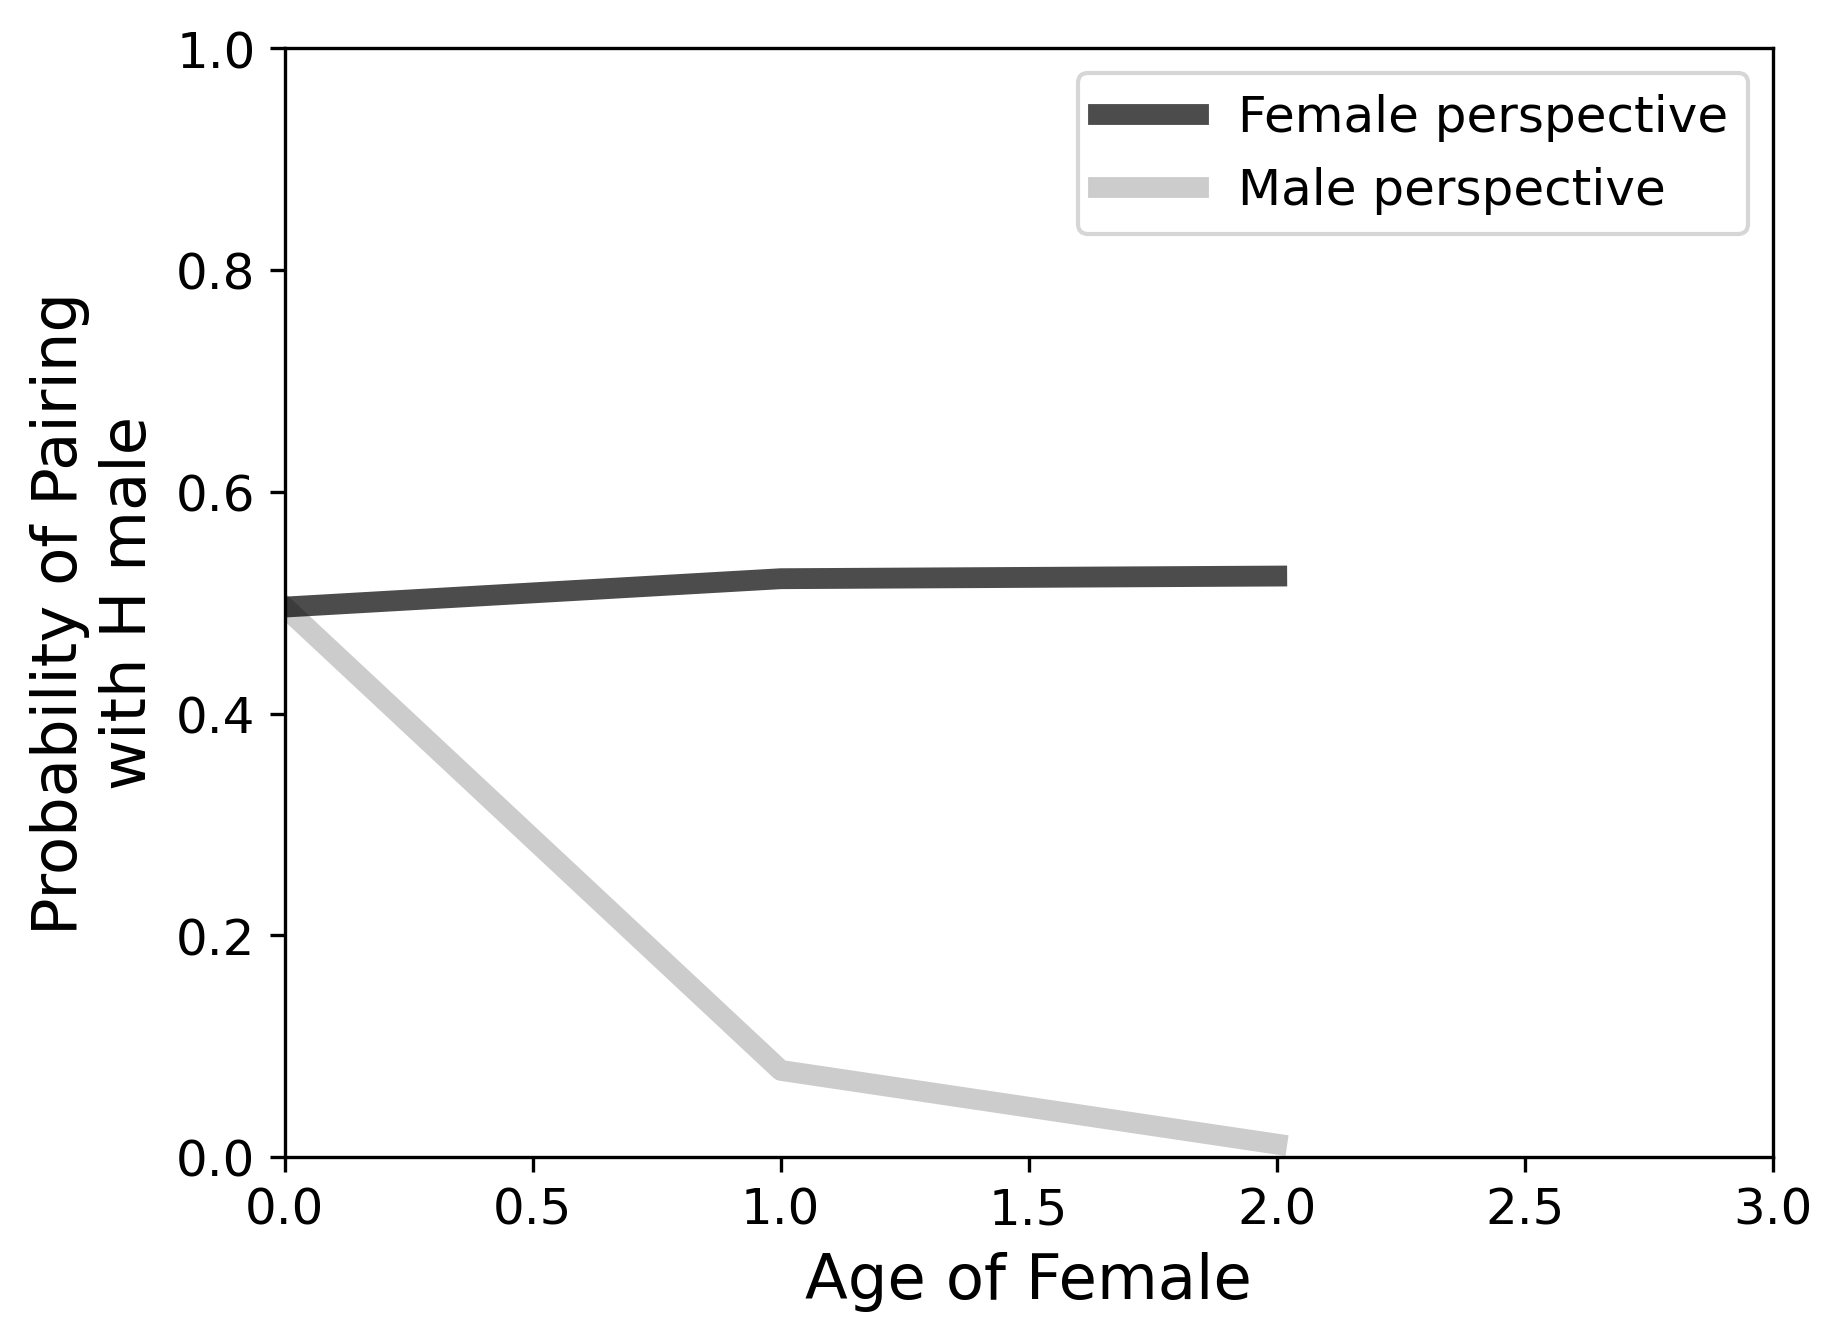 Probability of Pairing
with H male
1.0
0.8
0.6
0.4
0.2
0.0
Female perspective
Male perspective
0.0 0.5 1.0 1.5 2.0 2.5 3.0
Age of Female